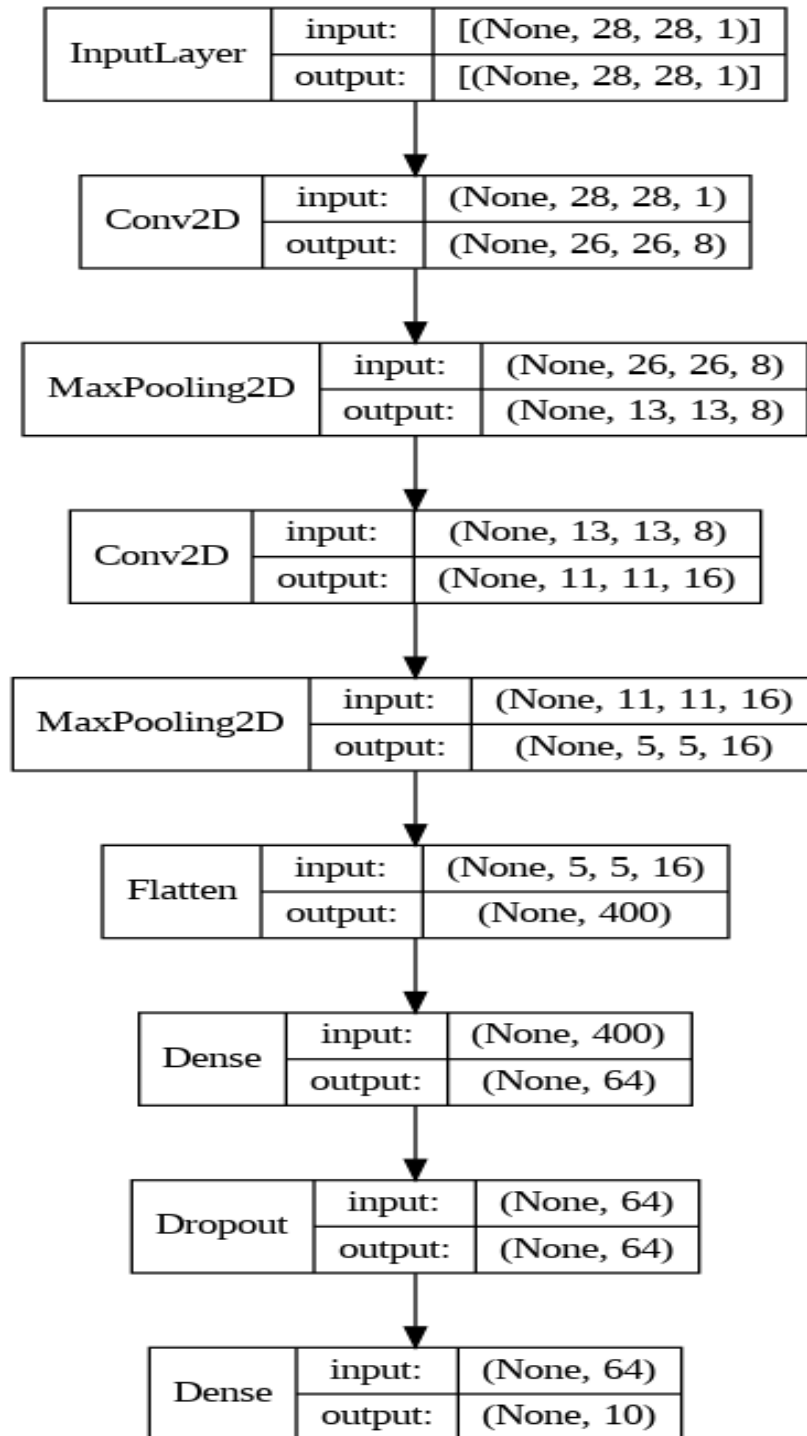 InputLayer
input: [(None, 28, 28, 1)]
output: [(None, 28, 28, 1)]
Conv2D
input: (None, 28, 28, 1)
output: (None, 26, 26, 8)
MaxPooling2D
input: (None, 26, 26, 8)
output: (None, 13, 13, 8)
Conv2D
input: (None, 13, 13, 8)
output: (None, 11, 11, 16)
MaxPooling2D
input: (None, 11, 11, 16)
output: (None, 5, 5, 16)
Flatten
input: (None, 5, 5, 16)
output: (None, 400)
Dense
input: (None, 400)
output: (None, 64)
Dropout
input: (None, 64)
output: (None, 64)
Dense
input: (None, 64)
output: (None, 10)